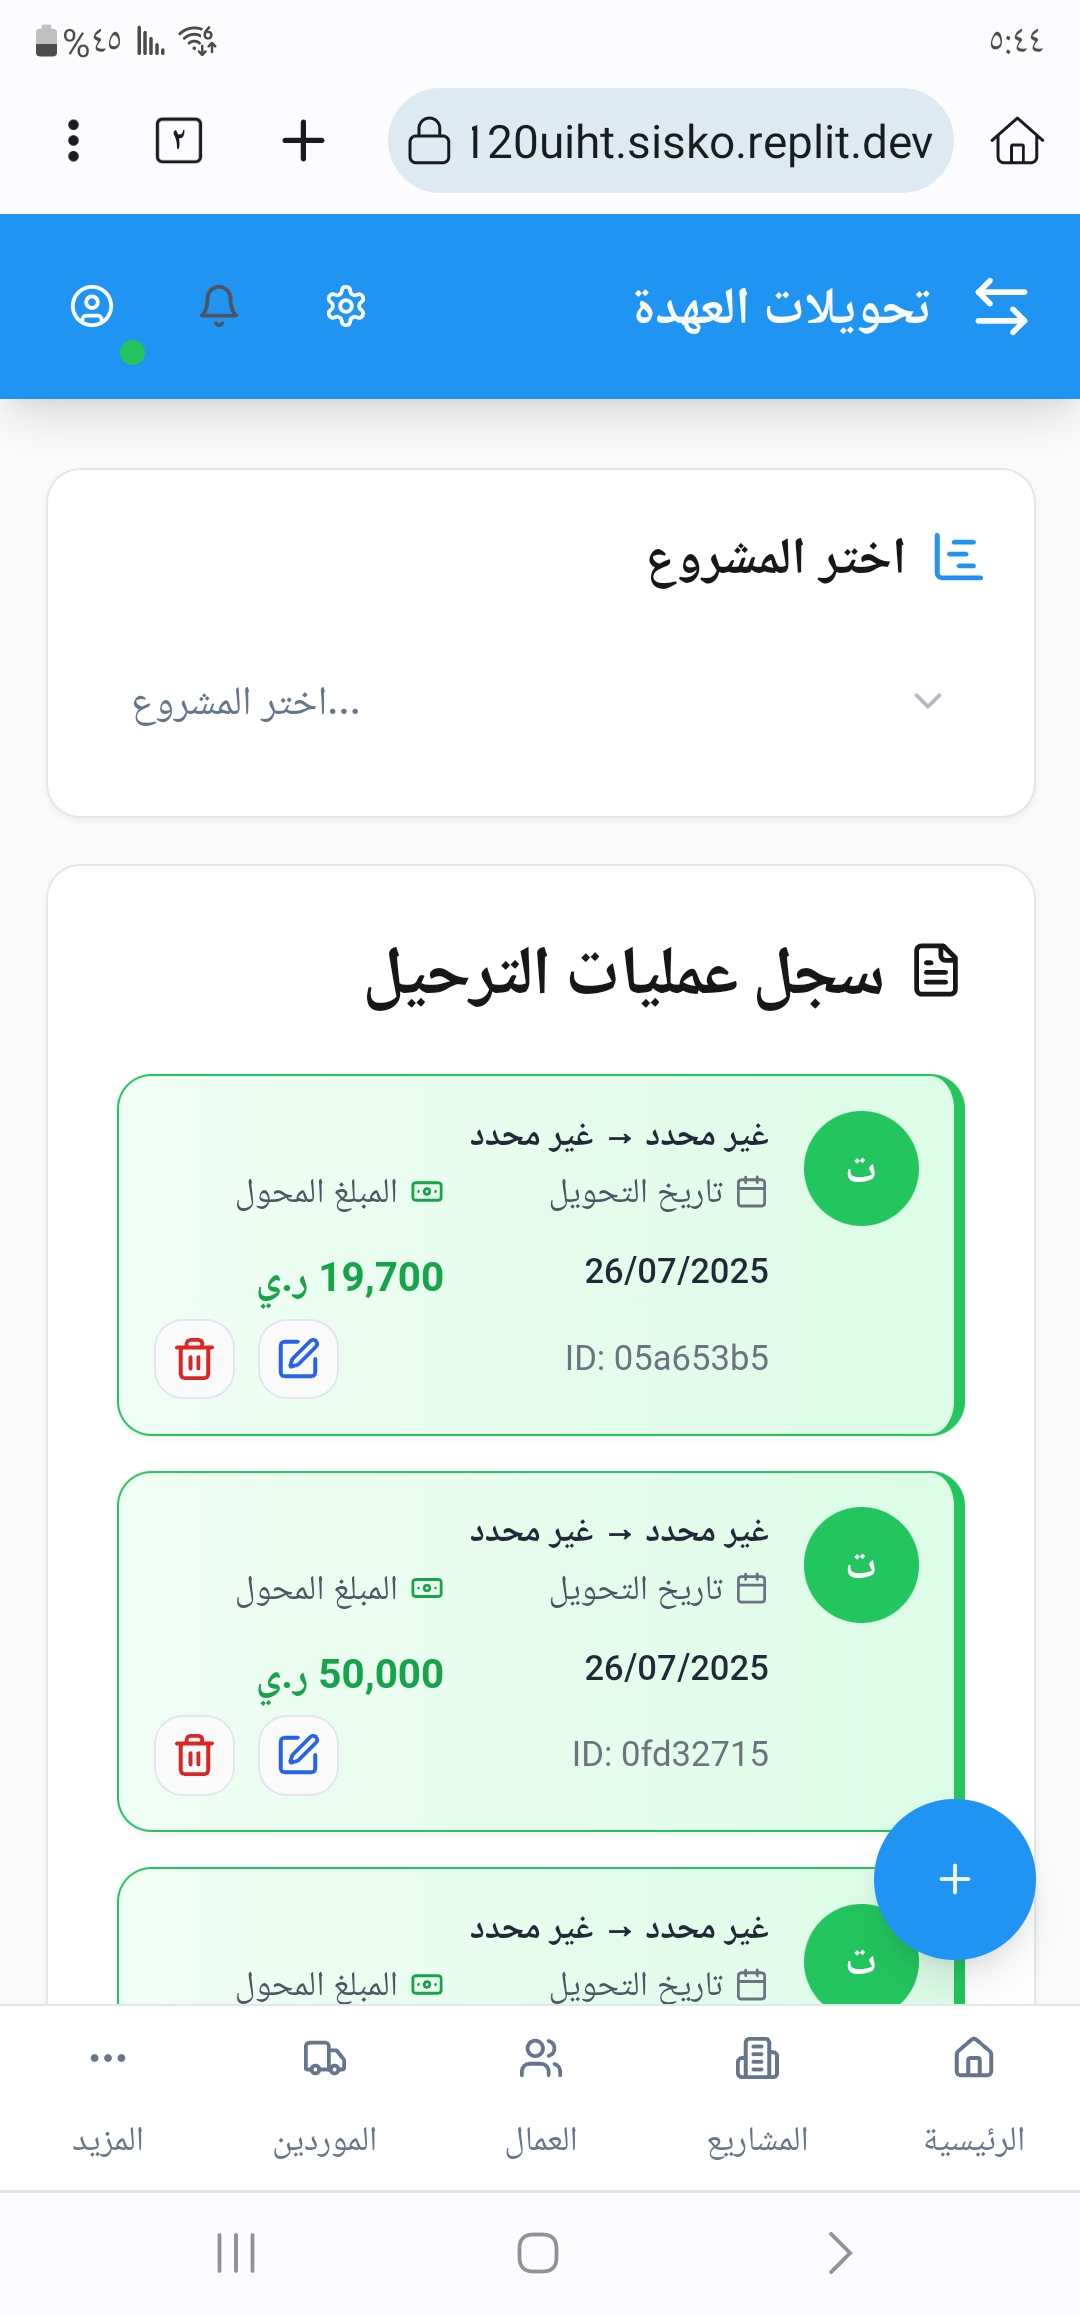 ٥:٤٤
%٤٥
6
120uiht.sisko.replit.dev
٢
تحويلات العهدة
اختر المشروع
اختر المشروع...
سجل عمليات الترحيل
ت
غير محدد → غير محدد
تاريخ التحويل
المبلغ المحول
26/07/2025
19,700 ر.ي
ID: 05a653b5
ت
غير محدد → غير محدد
تاريخ التحويل
المبلغ المحول
26/07/2025
50,000 ر.ي
ID: 0fd32715
ت
غير محدد → غير محدد
تاريخ التحويل
المبلغ المحول
الرئيسية
المشاريع
العمال
الموردين
المزيد